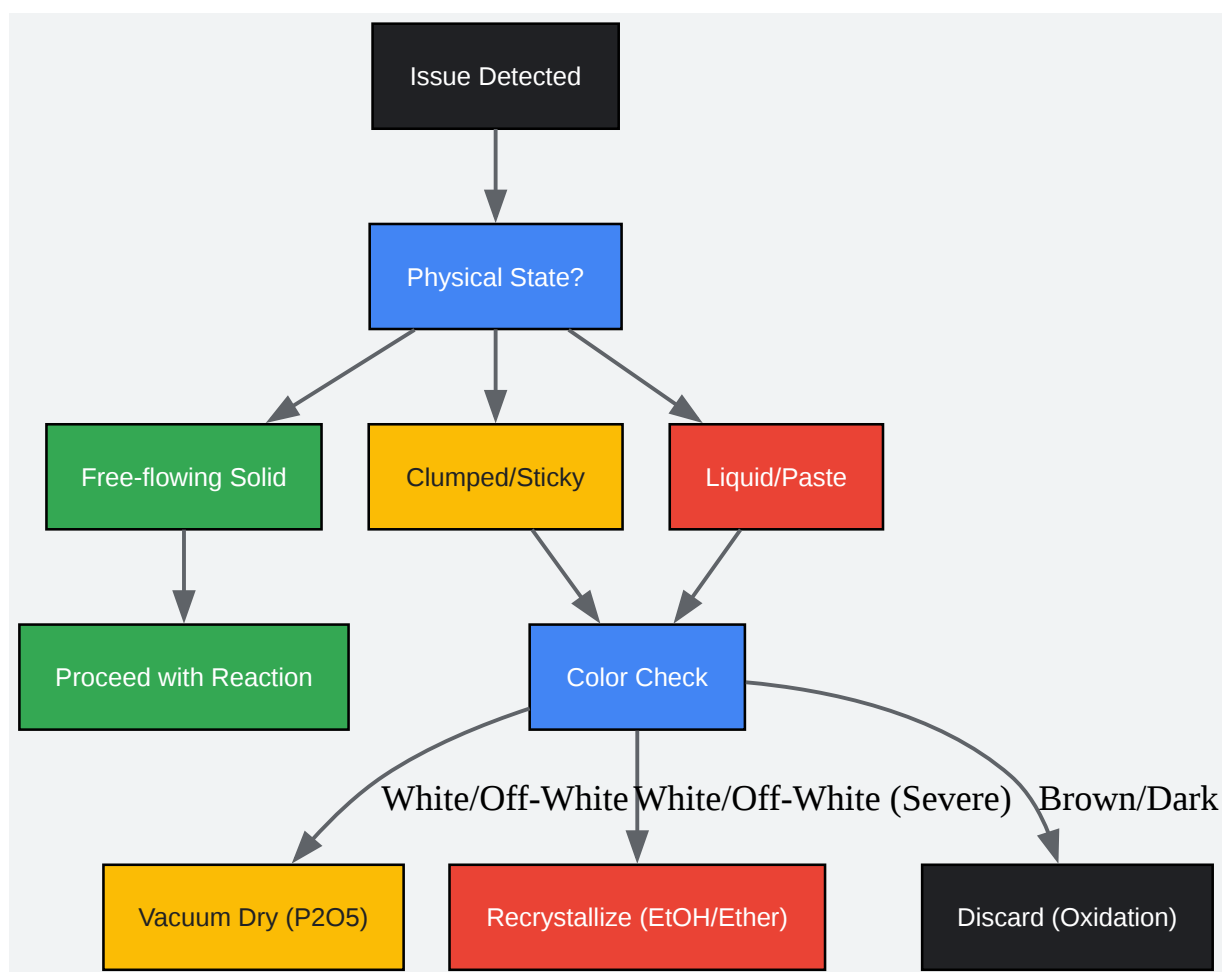 Issue Detected
Physical State?
Free-flowing Solid
Clumped/Sticky
Liquid/Paste
Proceed with Reaction
Color Check
White/Off-White
White/Off-White (Severe)
Brown/Dark
Vacuum Dry (P2O5)
Recrystallize (EtOH/Ether)
Discard (Oxidation)